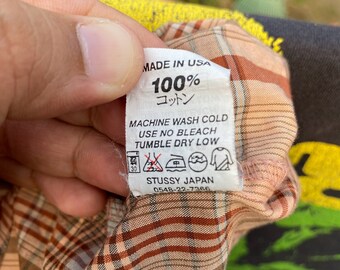 MADE IN USA
100%
コットン
MACHINE WASH COLD
USE NO BLEACH
TUMBLE DRY LOW
STUSSY JAPAN
0548-22-7366